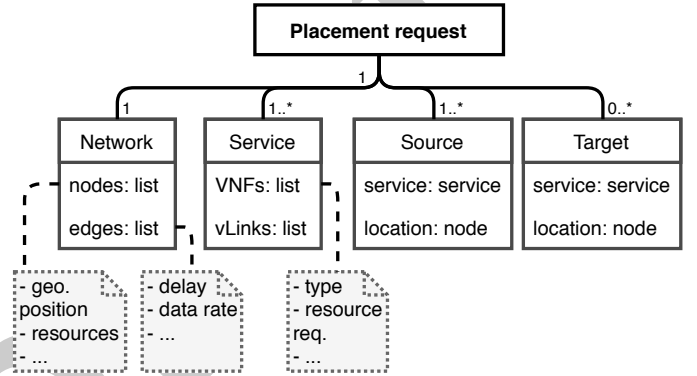 Placement request
1
1
1..*
1..*
0..*
Network
Service
Source
Target
nodes: list
VNFs: list
service: service
service: service
edges: list
vLinks: list
location: node
location: node
- geo.
position
- resources
- ...
- delay
- data rate
- ...
- type
- resource
req.
- ...